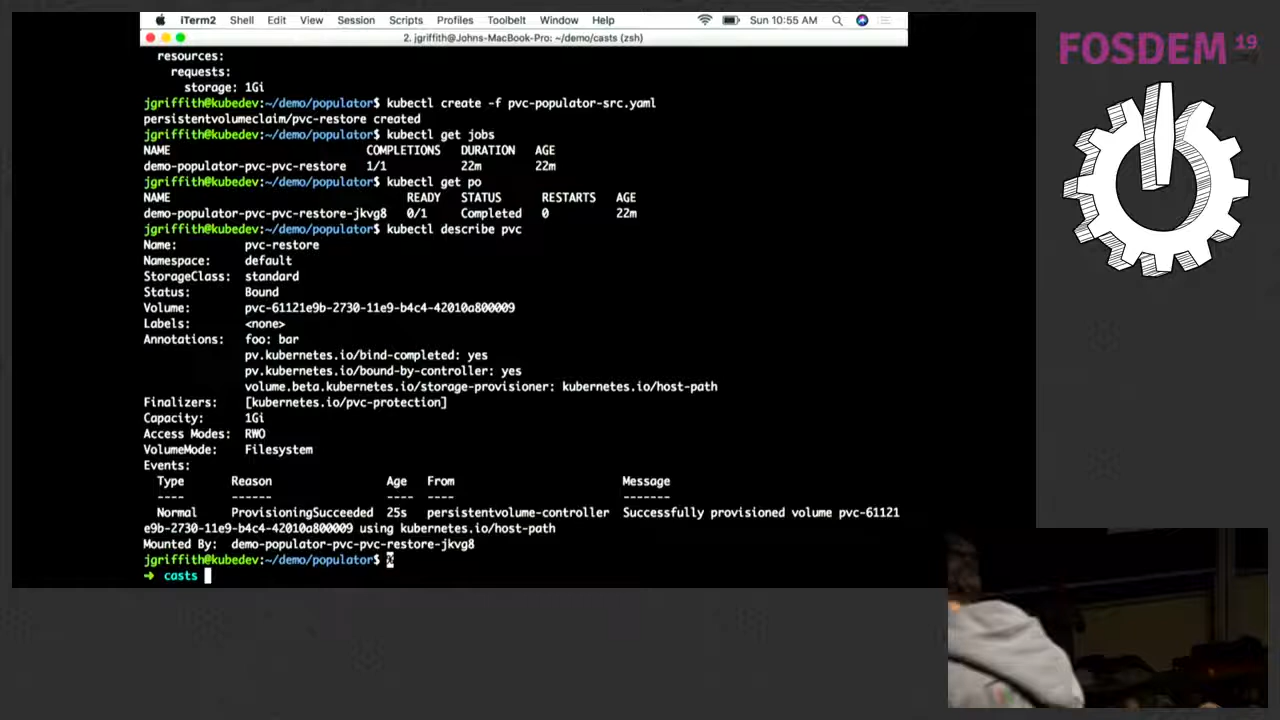 iTerm2 Shell Edit View Session Scripts Profiles Toolbelt Window Help Sun 10:55 AM
2. jgriffith@Johns-MacBook-Pro: ~/demo/casts (zsh)
FOSDEM 19
resources:
requests:
storage: 1Gi
jgriffith@kubedev:~/demo/populator$ kubectl create -f pvc-populator-src.yaml
persistentvolumeclaim/pvc-restore created
jgriffith@kubedev:~/demo/populator$ kubectl get jobs
NAME COMPLETIONS DURATION AGE
demo-populator-pvc-pvc-restore 1/1 22m 22m
jgriffith@kubedev:~/demo/populator$ kubectl get po
NAME READY STATUS RESTARTS AGE
demo-populator-pvc-pvc-restore-jkvg8 0/1 Completed 0 22m
jgriffith@kubedev:~/demo/populator$ kubectl describe pvc
Name: pvc-restore
Namespace: default
StorageClass: standard
Status: Bound
Volume: pvc-61121e9b-2730-11e9-b4c4-42010a800009
Labels: <none>
Annotations: foo: bar
pv.kubernetes.io/bind-completed: yes
pv.kubernetes.io/bound-by-controller: yes
volume.beta.kubernetes.io/storage-provisioner: kubernetes.io/host-path
Finalizers: [kubernetes.io/pvc-protection]
Capacity: 1Gi
Access Modes: RWO
VolumeMode: Filesystem
Events:
Type Reason Age From Message
---- ------ ---- ---- -------
Normal ProvisioningSucceeded 25s persistentvolume-controller Successfully provisioned volume pvc-61121
e9b-2730-11e9-b4c4-42010a800009 using kubernetes.io/host-path
Mounted By: demo-populator-pvc-pvc-restore-jkvg8
jgriffith@kubedev:~/demo/populator$ %
➜ casts